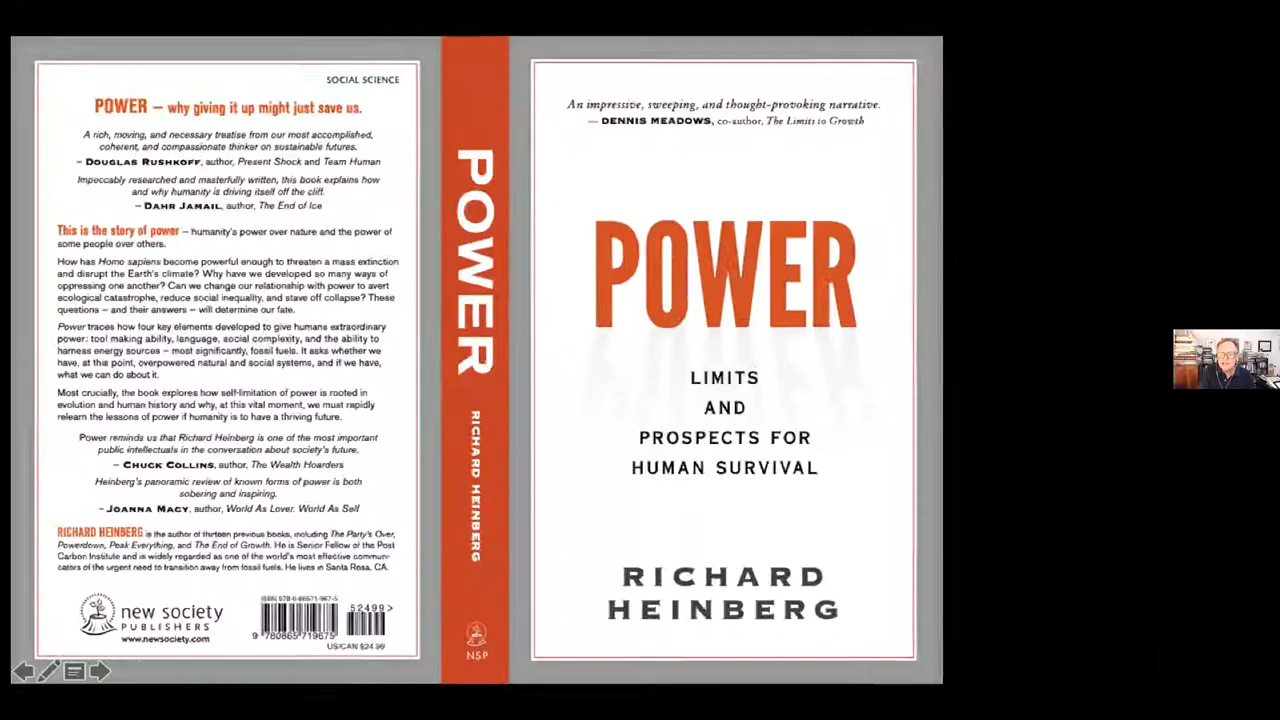 SOCIAL SCIENCE
POWER – why giving it up might just save us.
A rich, moving, and necessary treatise from our most accomplished,
coherent, and compassionate thinker on sustainable futures.
– DOUGLAS RUSHKOFF, author, Present Shock and Team Human
Impeccably researched and masterfully written, this book explains how
and why humanity is driving itself off the cliff.
– DAHR JAMAIL, author, The End of Ice
This is the story of power – humanity's power over nature and the power of
some people over others.
How has Homo sapiens become powerful enough to threaten a mass extinction
and disrupt the Earth's climate? Why have we developed so many ways of
oppressing one another? Can we change our relationship with power to avert
ecological catastrophe, reduce social inequality, and stave off collapse? These
questions – and their answers – will determine our fate.
Power traces how four key elements developed to give humans extraordinary
power: tool making ability, language, social complexity, and the ability to
harness energy sources – most significantly, fossil fuels. It asks whether we
have, at this point, overpowered natural and social systems, and if we have,
what we can do about it.
Most crucially, the book explores how self-limitation of power is rooted in
evolution and human history and why, at this vital moment, we must rapidly
relearn the lessons of power if humanity is to have a thriving future.
Power reminds us that Richard Heinberg is one of the most important
public intellectuals in the conversation about society's future.
– CHUCK COLLINS, author, The Wealth Hoarders
Heinberg's panoramic review of known forms of power is both
sobering and inspiring.
– JOANNA MACY, author, World As Lover, World As Self
RICHARD HEINBERG is the author of thirteen previous books, including The Party's Over,
Powerdown, Peak Everything, and The End of Growth. He is Senior Fellow of the Post
Carbon Institute and is widely regarded as one of the world's most effective communi-
cators of the urgent need to transition away from fossil fuels. He lives in Santa Rosa, CA.
new society
PUBLISHERS
www.newsociety.com
ISBN 978-0-86571-967-5
52499>
9 780865 719675
US/CAN $24.99
POWER
RICHARD HEINBERG
NSP
An impressive, sweeping, and thought-provoking narrative.
— DENNIS MEADOWS, co-author, The Limits to Growth
POWER
LIMITS
AND
PROSPECTS FOR
HUMAN SURVIVAL
RICHARD
HEINBERG